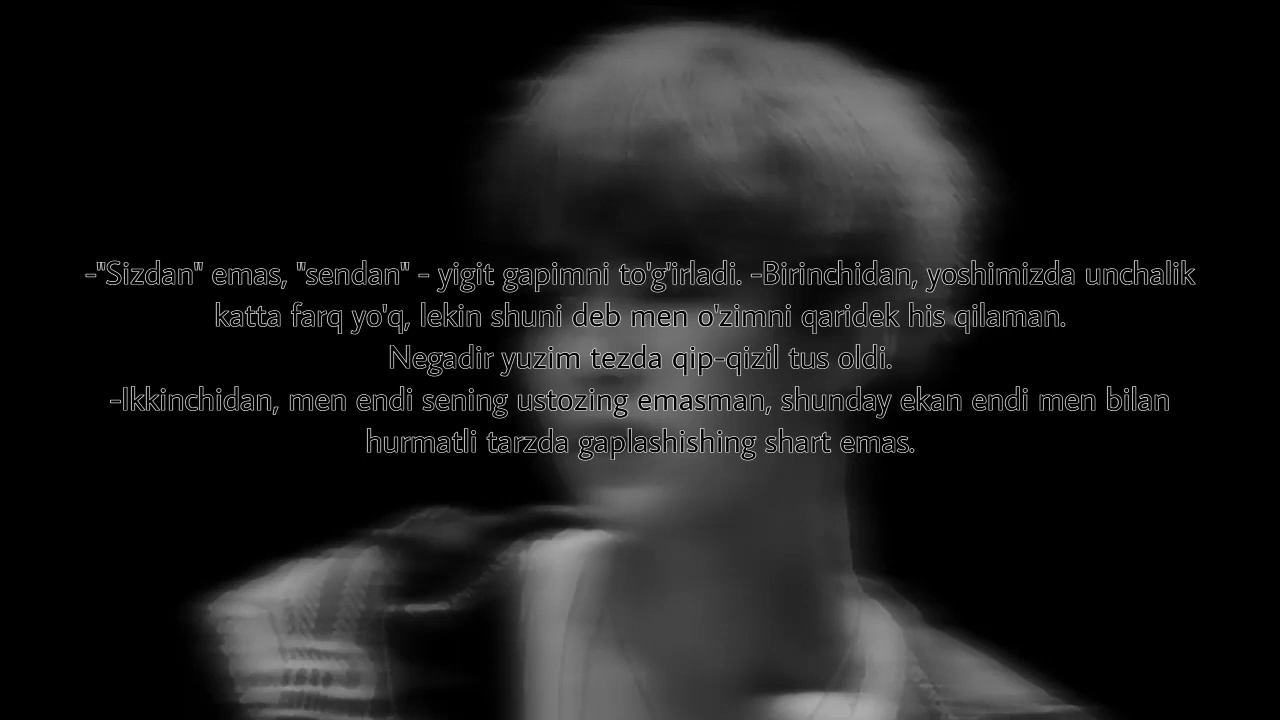 -"Sizdan" emas, "sendan" - yigit gapimni to'g'irladi. -Birinchidan, yoshimizda unchalik
katta farq yo'q, lekin shuni deb men o'zimni qaridek his qilaman.
Negadir yuzim tezda qip-qizil tus oldi.
-Ikkinchidan, men endi sening ustozing emasman, shunday ekan endi men bilan
hurmatli tarzda gaplashishing shart emas.